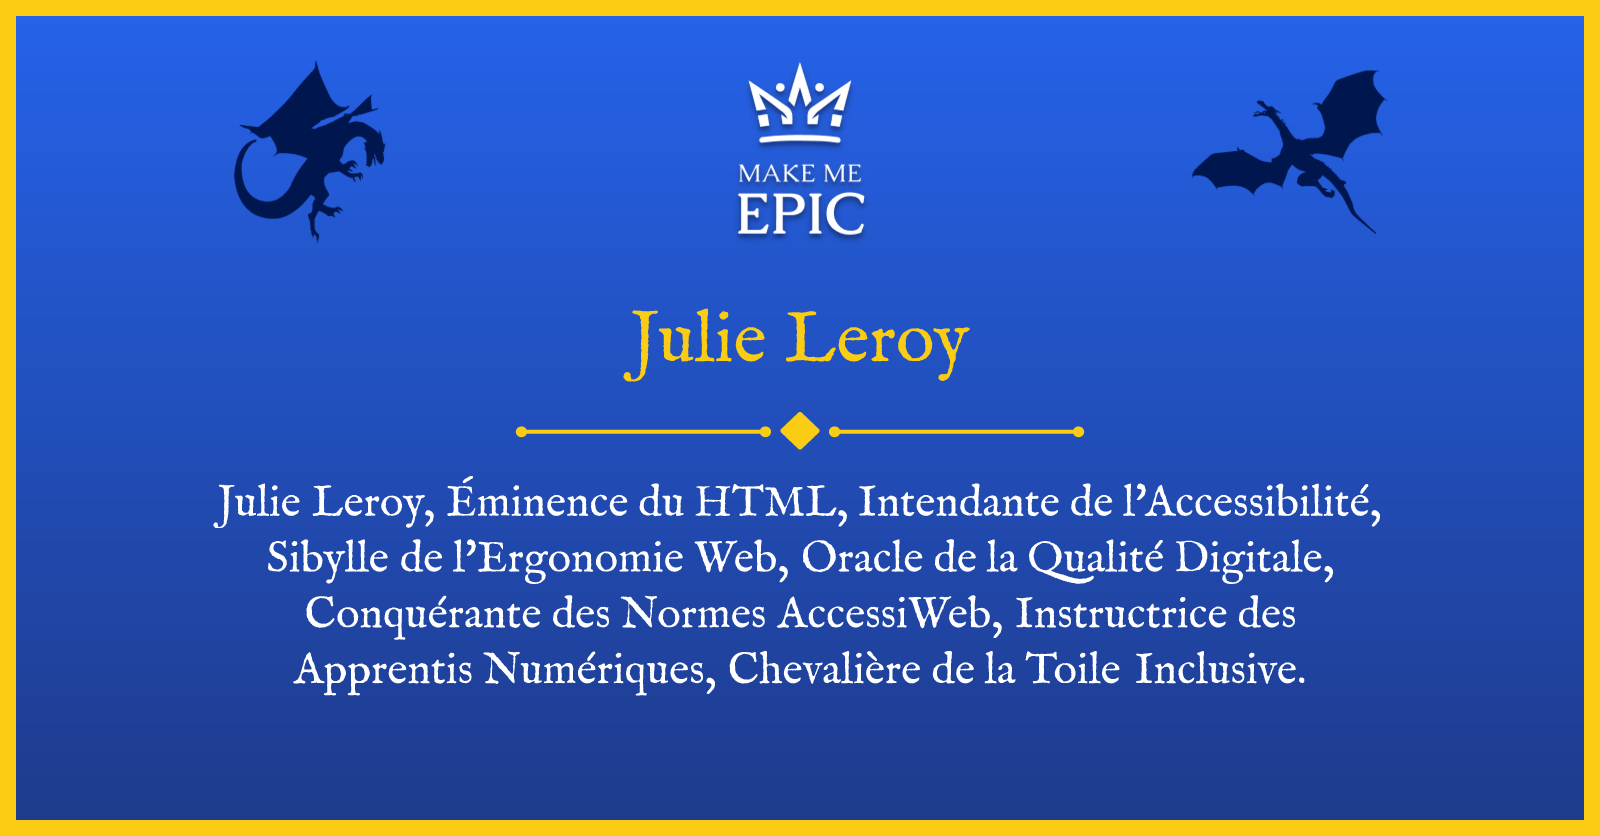 MAKE ME
EPIC
Julie Leroy
Julie Leroy, Éminence du HTML, Intendante de l’Accessibilité,
Sibylle de l’Ergonomie Web, Oracle de la Qualité Digitale,
Conquérante des Normes AccessiWeb, Instructrice des
Apprentis Numériques, Chevalière de la Toile Inclusive.